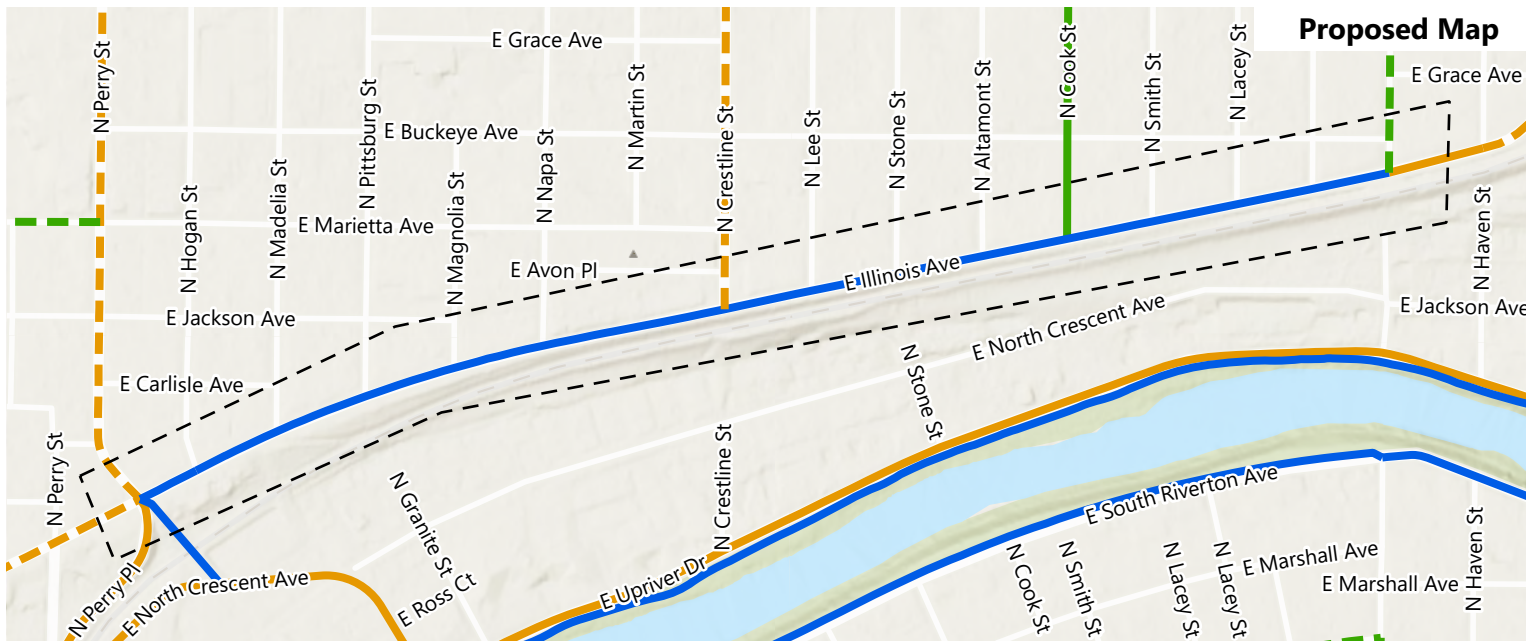 Proposed Map
E Grace Ave
E Grace Ave
N Perry St
N Pittsburg St
E Buckeye Ave
N Napa St
N Martin St
N Crestline St
N Lee St
N Stone St
N Altamont St
N Cook St
N Smith St
N Lacey St
N Hogan St
N Madelia St
E Marietta Ave
N Magnolia St
E Avon Pl
E Illinois Ave
N Haven St
E Jackson Ave
E Jackson Ave
E North Crescent Ave
E Carlisle Ave
N Perry St
N Stone St
N Crestline St
N Granite St
E South Riverton Ave
N Perry Pl
E North Crescent Ave
E Ross Ct
E Upriver Dr
N Cook St
N Smith St
N Lacey St
N Lacey St
E Marshall Ave
E Marshall Ave
N Haven St